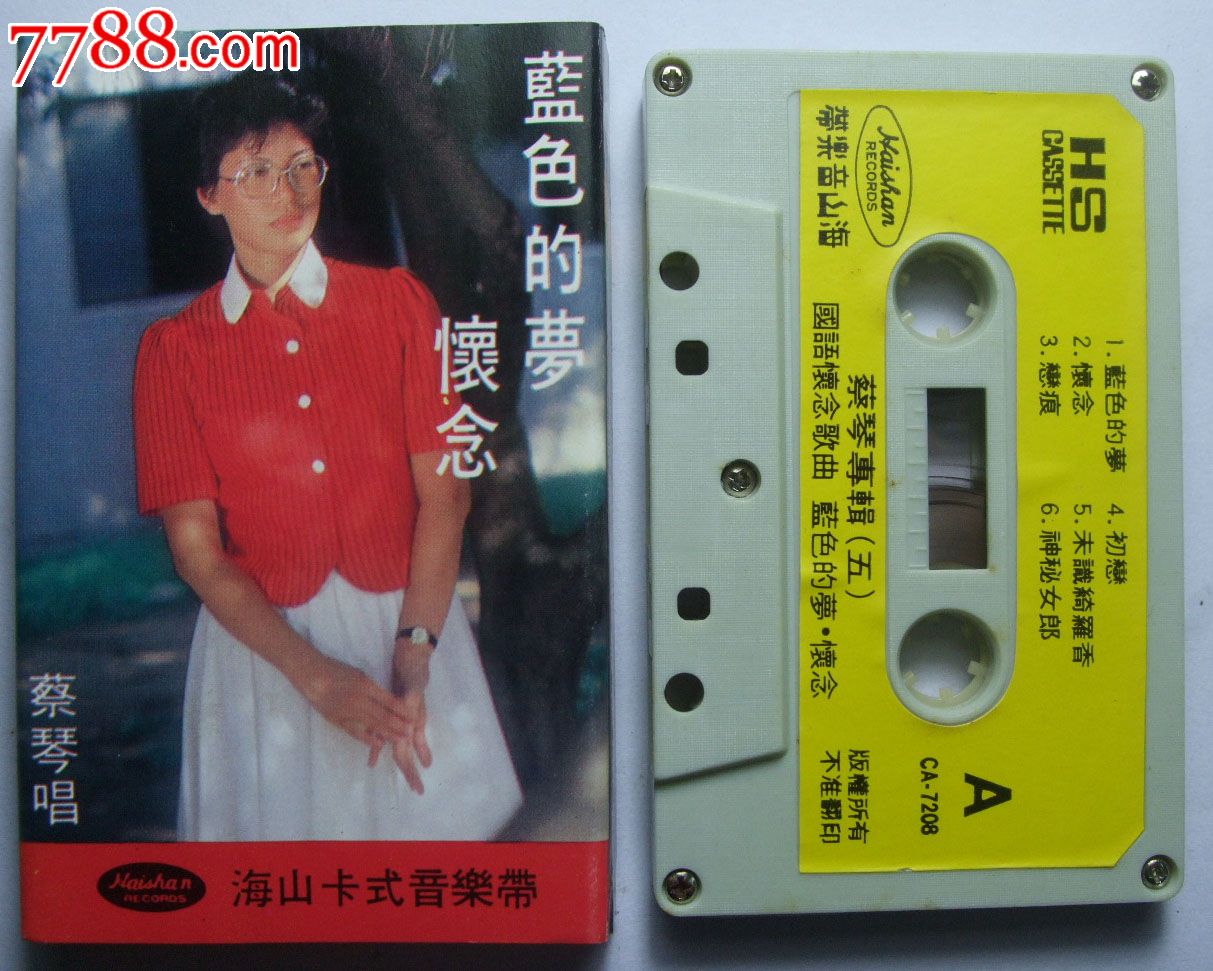 7788.com
藍色的夢
懷念
蔡琴唱
Haishan
RECORDS
海山卡式音樂帶
HS
CASSETTE
Haishan
RECORDS
海山音樂帶
1.藍色的夢
2.懷念
3.戀痕
4.初戀
5.未識綺羅香
6.神秘女郎
蔡琴專輯(五)
國語懷念歌曲 藍色的夢•懷念
A
CA-7208
版權所有
不准翻印